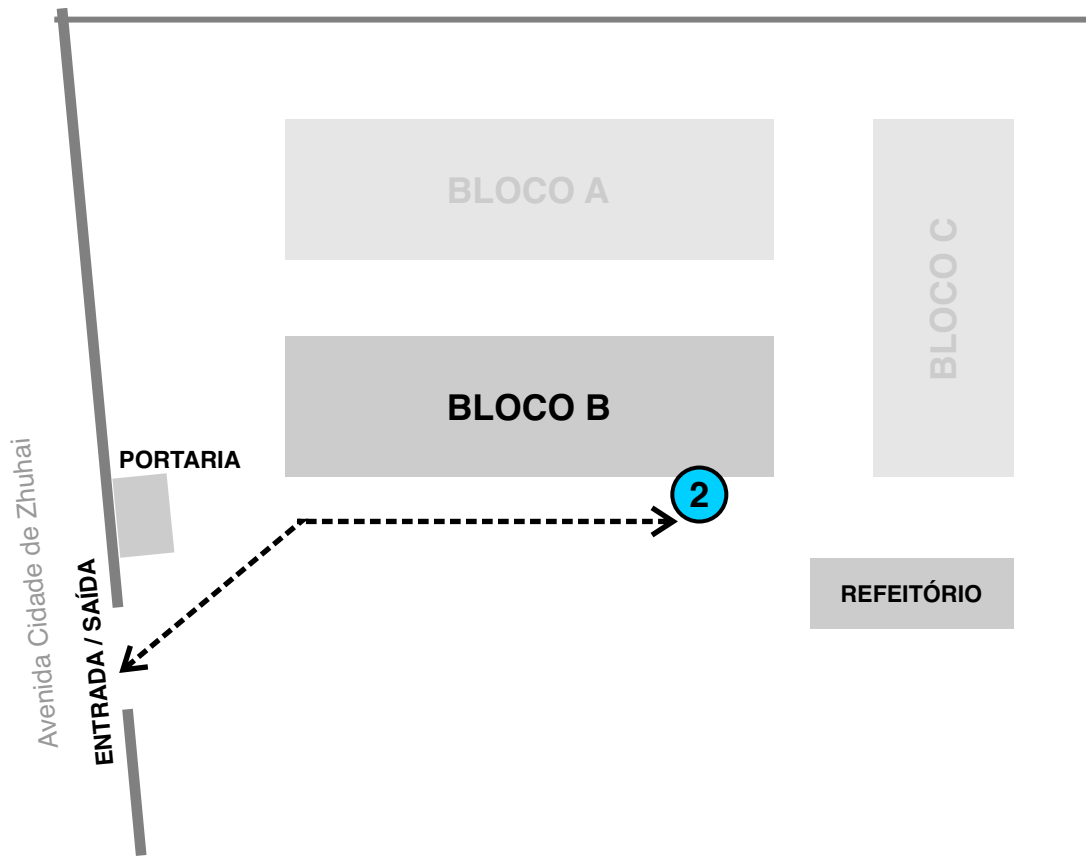 BLOCO A
BLOCO C
BLOCO B
PORTARIA
2
Avenida Cidade de Zhuhai
ENTRADA / SAÍDA
REFEITÓRIO